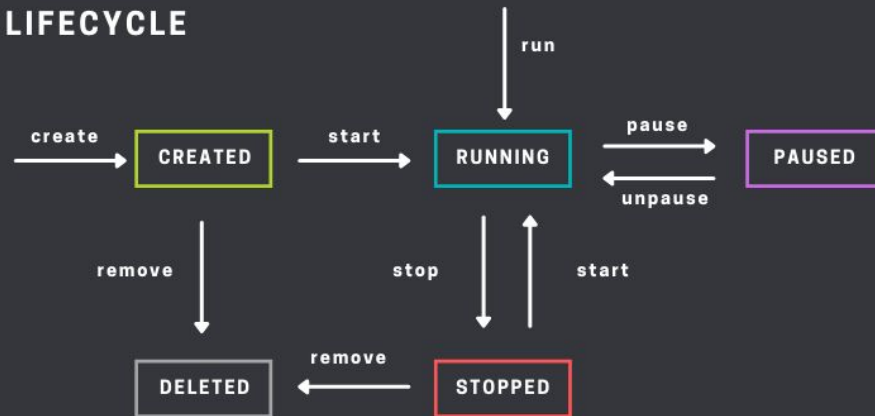 LIFECYCLE
run
create
CREATED
start
RUNNING
pause
unpause
PAUSED
remove
stop
start
DELETED
remove
STOPPED